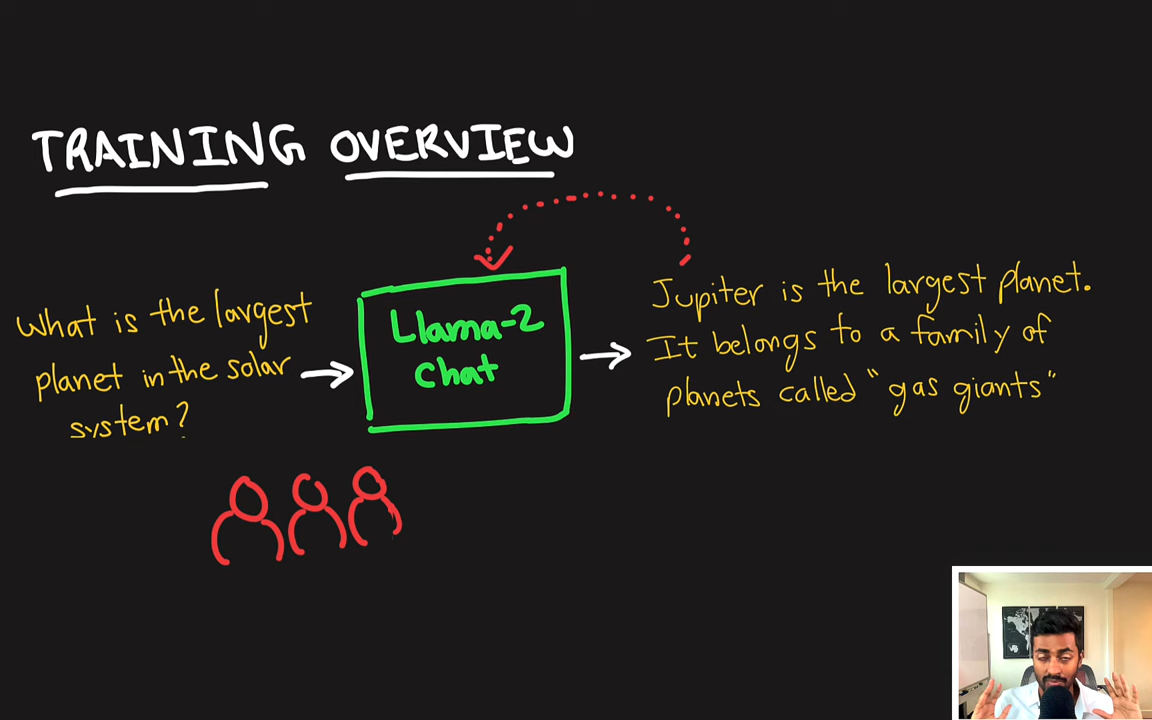 TRAINING OVERVIEW
What is the largest
planet in the solar
system?
Llama-2
Chat
Jupiter is the largest planet.
It belongs to a family of
planets called "gas giants"